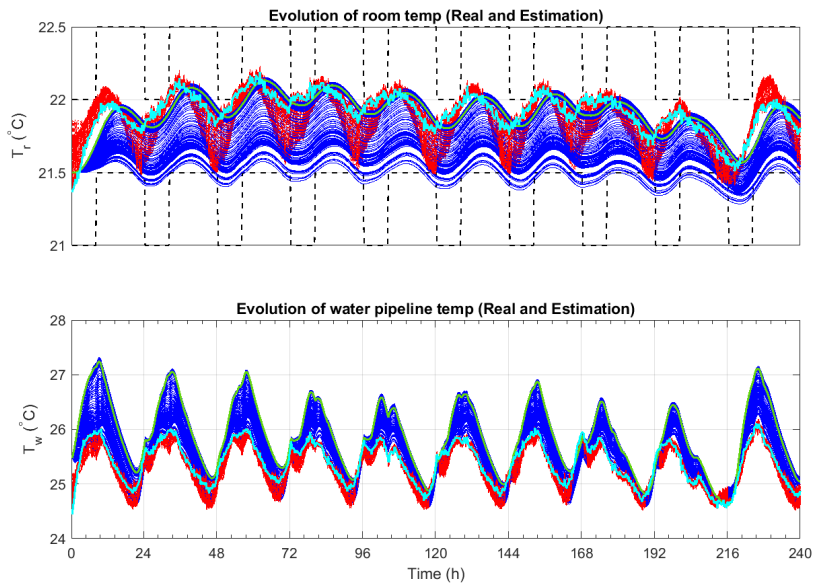 Evolution of room temp (Real and Estimation)
22.5
22
21.5
21
T_r (°C)
Evolution of water pipeline temp (Real and Estimation)
28
27
26
25
24
T_w (°C)
0 24 48 72 96 120 144 168 192 216 240
Time (h)